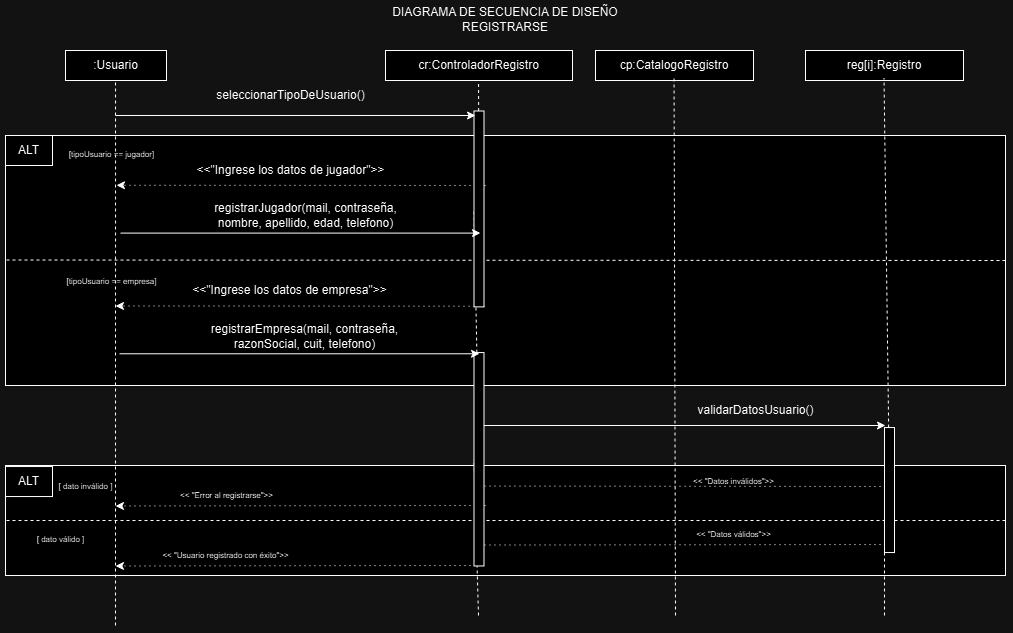 DIAGRAMA DE SECUENCIA DE DISEÑO
REGISTRARSE
:Usuario
cr:ControladorRegistro
cp:CatalogoRegistro
reg[i]:Registro
seleccionarTipoDeUsuario()
ALT
[tipoUsuario == jugador]
<<"Ingrese los datos de jugador">>
registrarJugador(mail, contraseña,
nombre, apellido, edad, telefono)
[tipoUsuario == empresa]
<<"Ingrese los datos de empresa">>
registrarEmpresa(mail, contraseña,
razonSocial, cuit, telefono)
validarDatosUsuario()
ALT
[ dato inválido ]
<< "Datos inválidos">>
<< "Error al registrarse">>
[ dato válido ]
<< "Datos válidos">>
<< "Usuario registrado con éxito">>